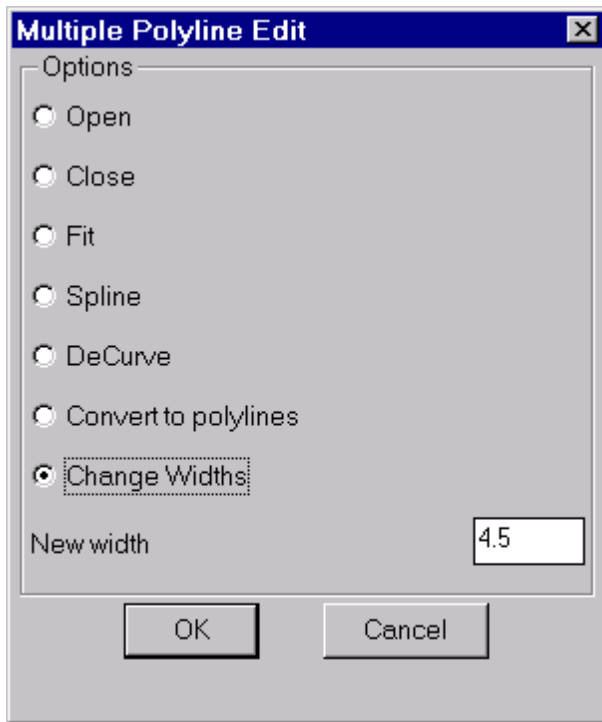 Multiple Polyline Edit
Options
Open
Close
Fit
Spline
DeCurve
Convert to polylines
Change Widths
New width 4.5
OK Cancel